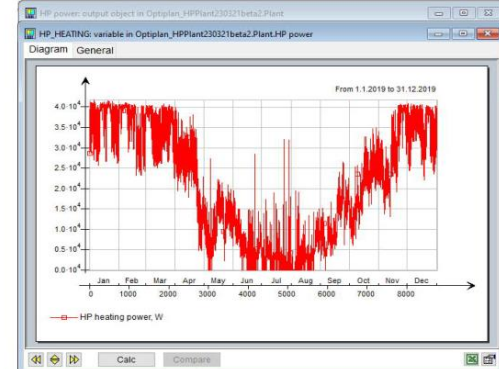 HP power: output object in Optiplan_HPPlant230321beta2.Plant
HP_HEATING: variable in Optiplan_HPPlant230321beta2.Plant.HP power
Diagram General
From 1.1.2019 to 31.12.2019
4.0·10⁴
3.5·10⁴
3.0·10⁴
2.5·10⁴
2.0·10⁴
1.5·10⁴
1.0·10⁴
0.5·10⁴
0.0·10⁰
Jan Feb Mar Apr May Jun Jul Aug Sep Oct Nov Dec
0 1000 2000 3000 4000 5000 6000 7000 8000
HP heating power, W
Calc Compare